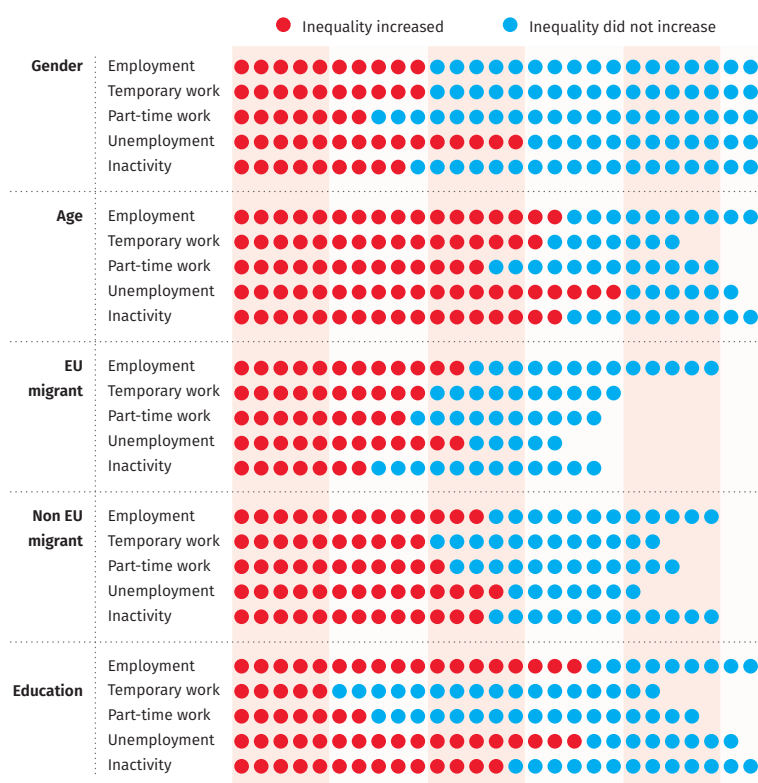 Inequality increased Inequality did not increase
Gender Employment
Temporary work
Part-time work
Unemployment
Inactivity
Age Employment
Temporary work
Part-time work
Unemployment
Inactivity
EU Employment
migrant Temporary work
Part-time work
Unemployment
Inactivity
Non EU Employment
migrant Temporary work
Part-time work
Unemployment
Inactivity
Employment
Education Temporary work
Part-time work
Unemployment
Inactivity